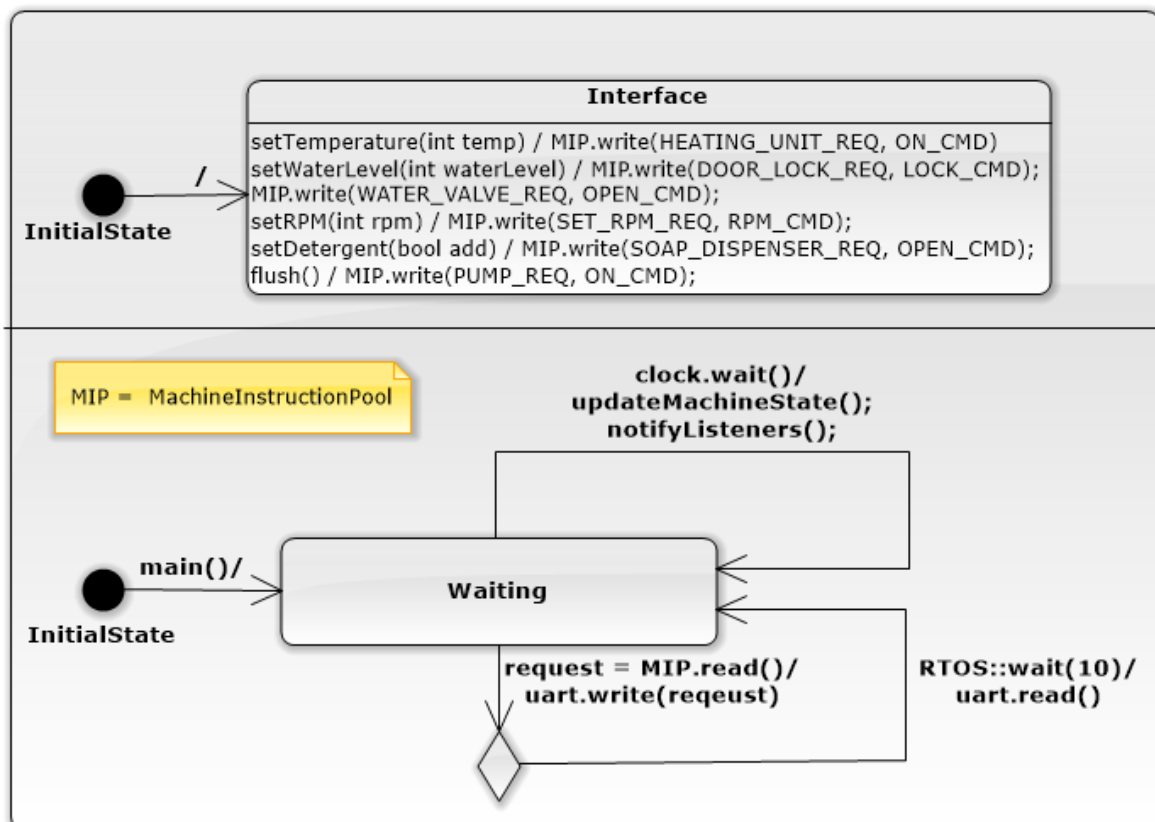 Interface
setTemperature(int temp) / MIP.write(HEATING_UNIT_REQ, ON_CMD)
setWaterLevel(int waterLevel) / MIP.write(DOOR_LOCK_REQ, LOCK_CMD);
MIP.write(WATER_VALVE_REQ, OPEN_CMD);
setRPM(int rpm) / MIP.write(SET_RPM_REQ, RPM_CMD);
setDetergent(bool add) / MIP.write(SOAP_DISPENSER_REQ, OPEN_CMD);
flush() / MIP.write(PUMP_REQ, ON_CMD);
/
InitialState
MIP = MachineInstructionPool
clock.wait()/
updateMachineState();
notifyListeners();
main()/
InitialState
Waiting
request = MIP.read()/
uart.write(reqeust)
RTOS::wait(10)/
uart.read()